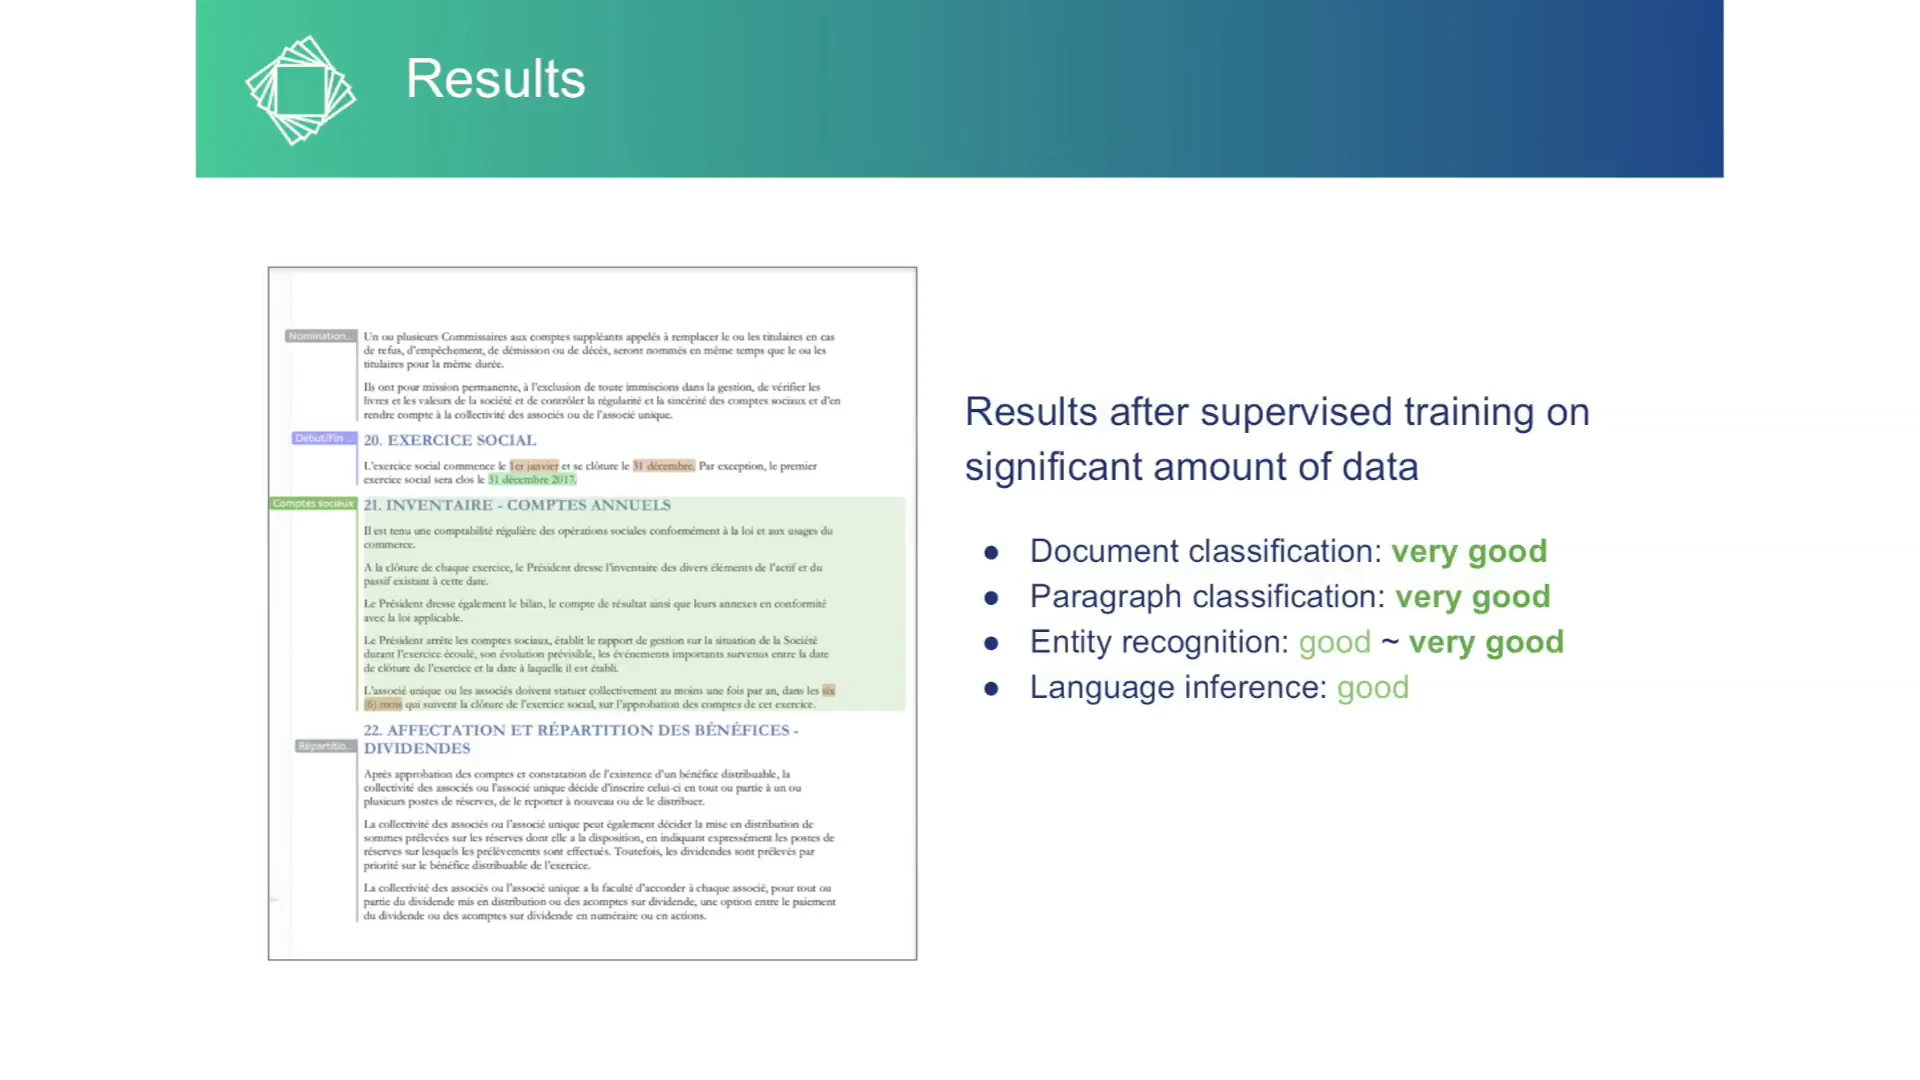 Results
Nomination...
Un ou plusieurs Commissaires aux comptes suppléants appelés à remplacer le ou les titulaires en cas
de refus, d'empêchement, de démission ou de décès, seront nommés en même temps que le ou les
titulaires pour la même durée.
Ils ont pour mission permanente, à l'exclusion de toute immiscions dans la gestion, de vérifier les
livres et les valeurs de la société et de contrôler la régularité et la sincérité des comptes sociaux et d'en
rendre compte à la collectivité des associés ou de l'associé unique.
Debut/Fin ...
20. EXERCICE SOCIAL
L'exercice social commence le 1er janvier et se clôture le 31 décembre. Par exception, le premier
exercice social sera clos le 31 décembre 2017.
Comptes sociaux
21. INVENTAIRE - COMPTES ANNUELS
Il est tenu une comptabilité régulière des opérations sociales conformément à la loi et aux usages du
commerce.
A la clôture de chaque exercice, le Président dresse l'inventaire des divers éléments de l'actif et du
passif existant à cette date.
Le Président dresse également le bilan, le compte de résultat ainsi que leurs annexes en conformité
avec la loi applicable.
Le Président arrête les comptes sociaux, établit le rapport de gestion sur la situation de la Société
durant l'exercice écoulé, son évolution prévisible, les événements importants survenus entre la date
de clôture de l'exercice et la date à laquelle il est établi.
L'associé unique ou les associés doivent statuer collectivement au moins une fois par an, dans les six
(6) mois qui suivent la clôture de l'exercice social, sur l'approbation des comptes de cet exercice.
22. AFFECTATION ET RÉPARTITION DES BÉNÉFICES -
Répartitio...
DIVIDENDES
Après approbation des comptes et constatation de l'existence d'un bénéfice distribuable, la
collectivité des associés ou l'associé unique décide d'inscrire celui-ci en tout ou partie à un ou
plusieurs postes de réserves, de le reporter à nouveau ou de le distribuer.
La collectivité des associés ou l'associé unique peut également décider la mise en distribution de
sommes prélevées sur les réserves dont elle a la disposition, en indiquant expressément les postes de
réserves sur lesquels les prélèvements sont effectués. Toutefois, les dividendes sont prélevés par
priorité sur le bénéfice distribuable de l'exercice.
La collectivité des associés ou l'associé unique a la faculté d'accorder à chaque associé, pour tout ou
partie du dividende mis en distribution ou des acomptes sur dividende, une option entre le paiement
du dividende ou des acomptes sur dividende en numéraire ou en actions.
Results after supervised training on
significant amount of data
● Document classification: very good
● Paragraph classification: very good
● Entity recognition: good ~ very good
● Language inference: good